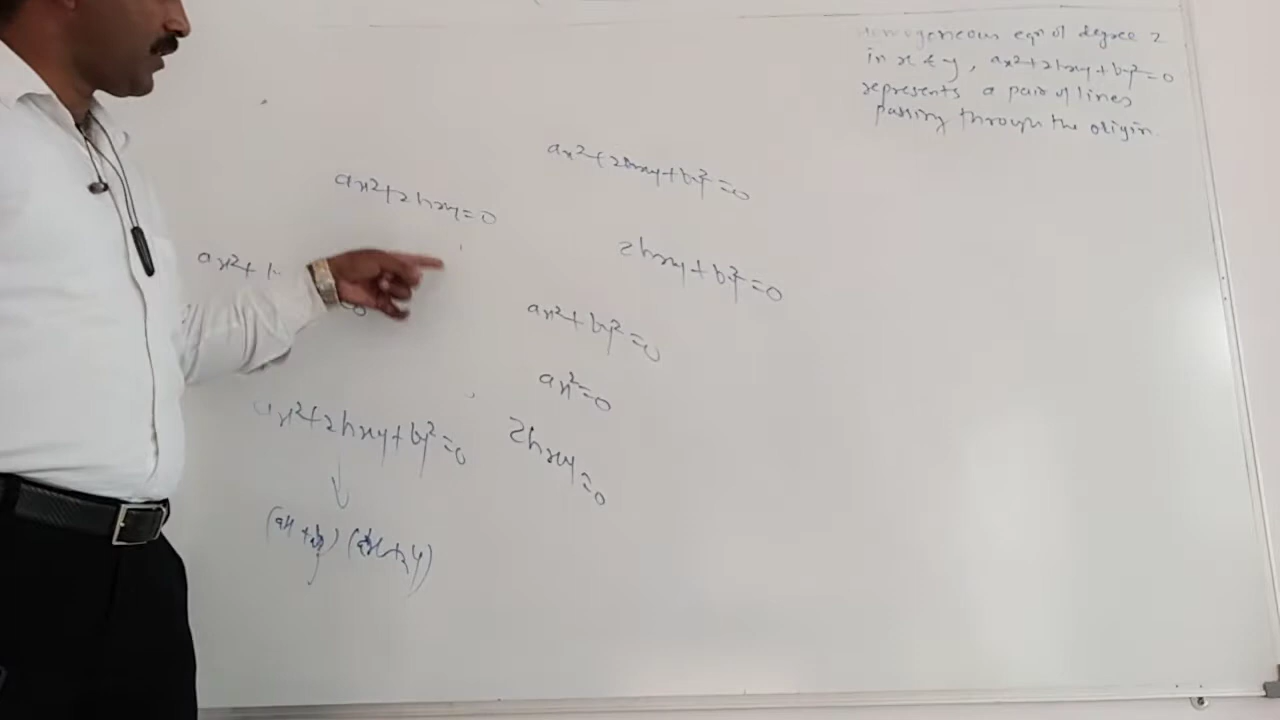 homogeneous eqn of degree 2
in x & y, ax²+2hxy+by²=0
represents a pair of lines
passing through the origin
ax²+2hxy+by²=0
ax²+2hxy=0
2hxy+by²=0
ax²+
=0
ax²+by²=0
ax²=0
ax²+2hxy+by²=0
2hxy=0